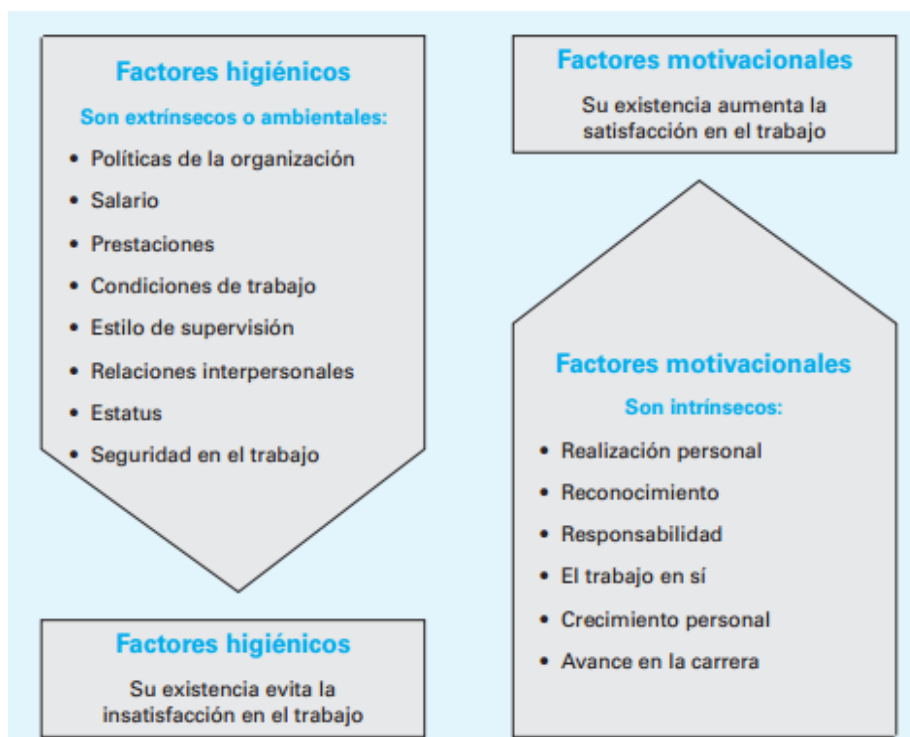 Factores higiénicos
Son extrínsecos o ambientales:
• Políticas de la organización
• Salario
• Prestaciones
• Condiciones de trabajo
• Estilo de supervisión
• Relaciones interpersonales
• Estatus
• Seguridad en el trabajo
Factores higiénicos
Su existencia evita la
insatisfacción en el trabajo
Factores motivacionales
Su existencia aumenta la
satisfacción en el trabajo
Factores motivacionales
Son intrínsecos:
• Realización personal
• Reconocimiento
• Responsabilidad
• El trabajo en sí
• Crecimiento personal
• Avance en la carrera